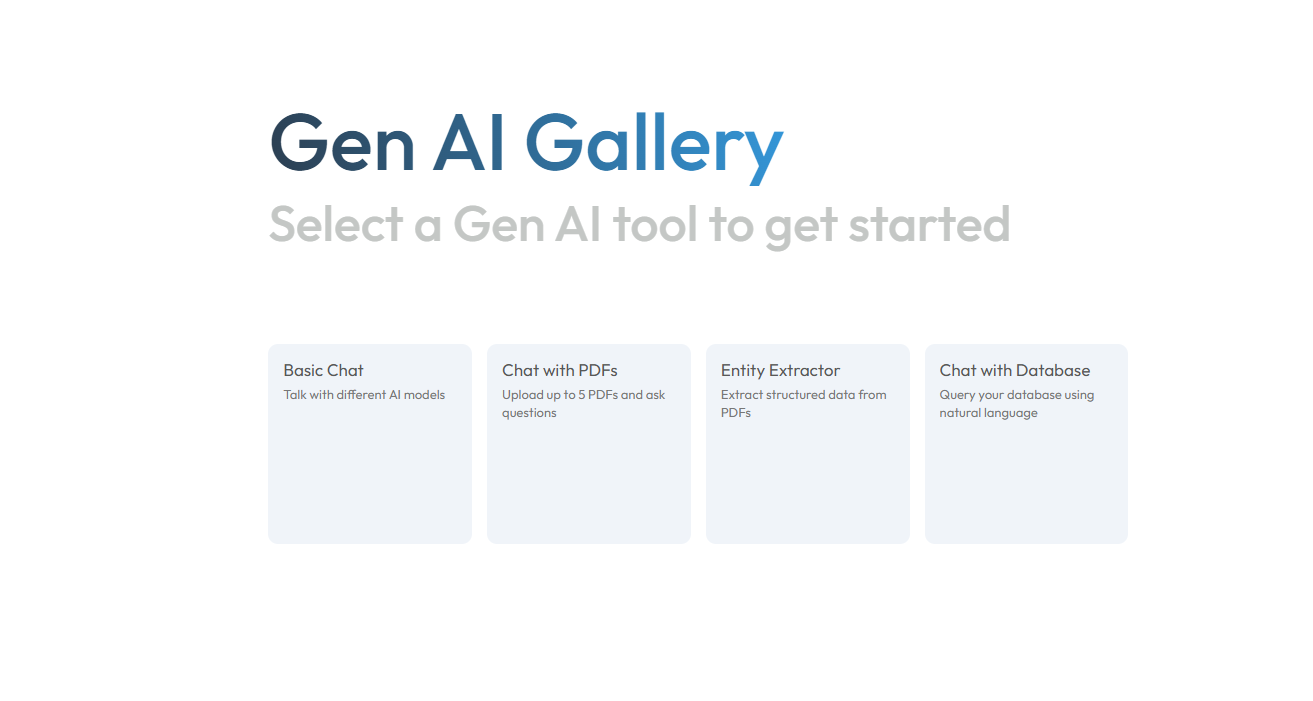 Gen AI Gallery
Select a Gen AI tool to get started
Basic Chat
Talk with different AI models
Chat with PDFs
Upload up to 5 PDFs and ask
questions
Entity Extractor
Extract structured data from
PDFs
Chat with Database
Query your database using
natural language